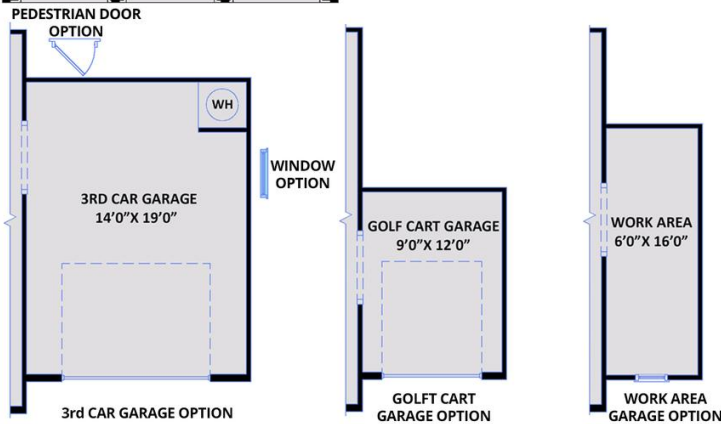 PEDESTRIAN DOOR
OPTION
WH
WINDOW
OPTION
3RD CAR GARAGE
14’0”X 19’0”
3rd CAR GARAGE OPTION
GOLF CART GARAGE
9’0”X 12’0”
GOLFT CART
GARAGE OPTION
WORK AREA
6’0”X 16’0”
WORK AREA
GARAGE OPTION